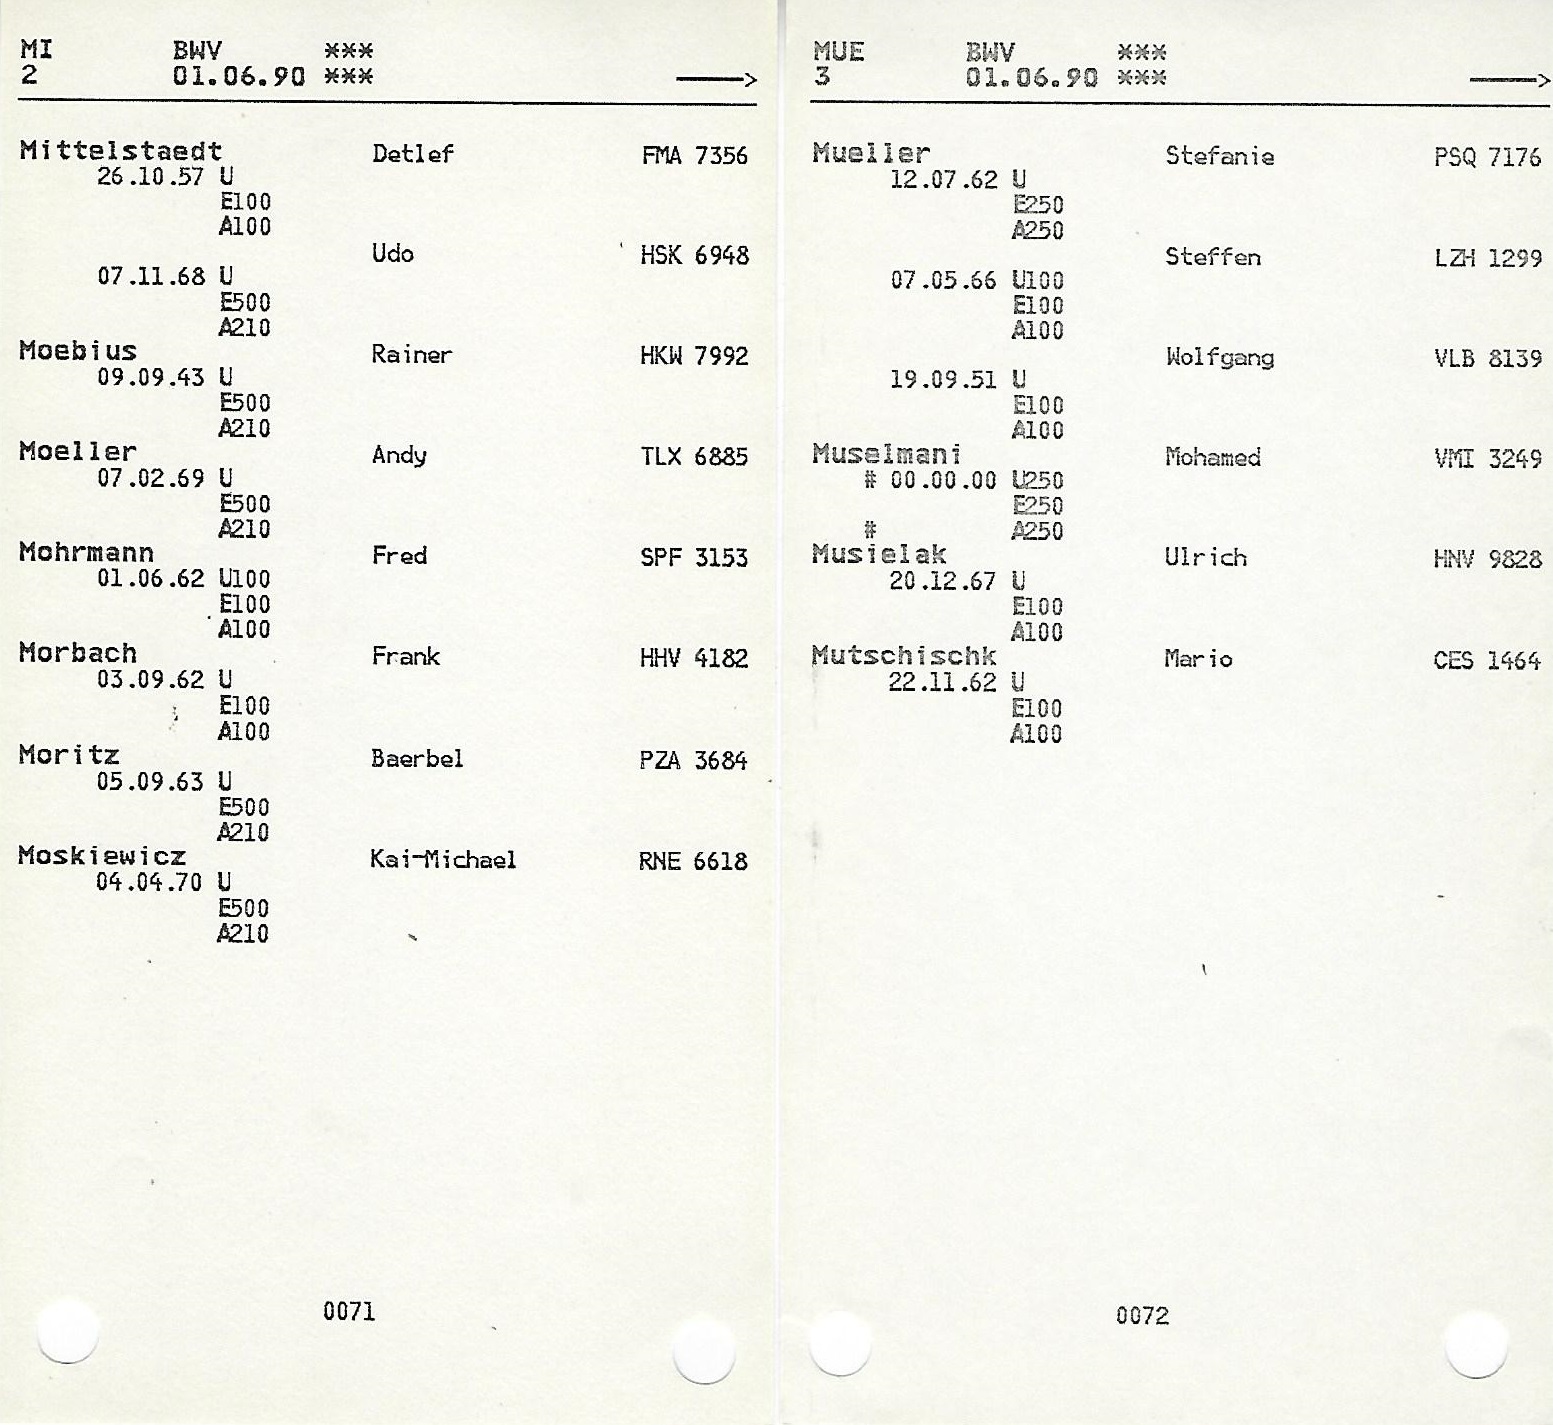 MI BWV ***
2 01.06.90 *** ———>
Mittelstaedt Detlef FMA 7356
26.10.57 U
E100
A100
Udo HSK 6948
07.11.68 U
E500
A210
Moebius Rainer HKW 7992
09.09.43 U
E500
A210
Moeller Andy TLX 6885
07.02.69 U
E500
A210
Mohrmann Fred SPF 3153
01.06.62 U100
E100
A100
Morbach Frank HHV 4182
03.09.62 U
E100
A100
Moritz Baerbel PZA 3684
05.09.63 U
E500
A210
Moskiewicz Kai-Michael RNE 6618
04.04.70 U
E500
A210
0071
MUE BWV ***
3 01.06.90 *** ———>
Mueller Stefanie PSQ 7176
12.07.62 U
E250
A250
Steffen LZH 1299
07.05.66 U100
E100
A100
Wolfgang VLB 8139
19.09.51 U
E100
A100
Muselmani Mohamed VMI 3249
# 00.00.00 U250
E250
# A250
Musielak Ulrich HNV 9828
20.12.67 U
E100
A100
Mutschischk Mario CES 1464
22.11.62 U
E100
A100
0072